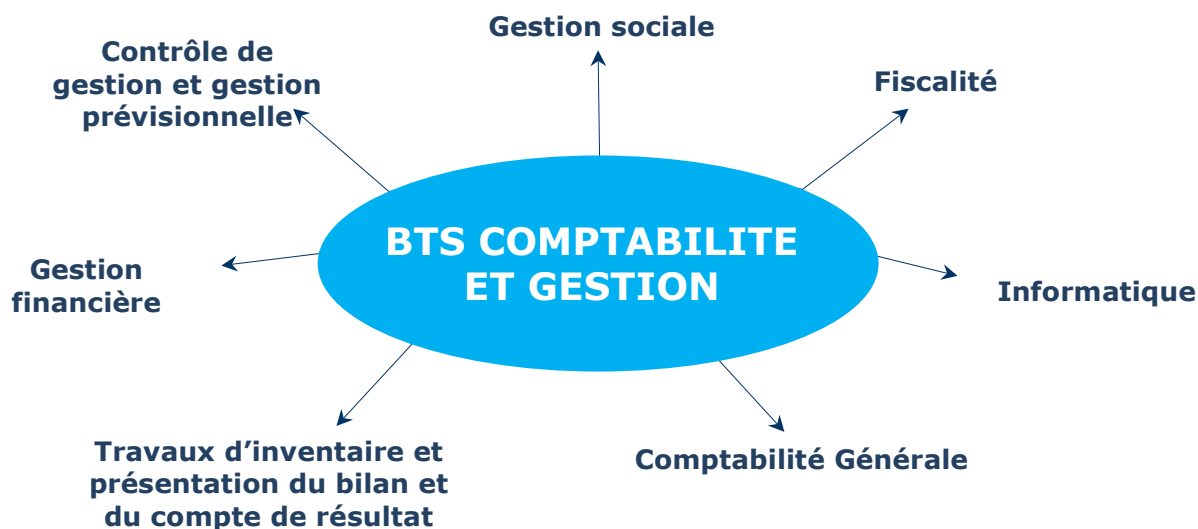 Gestion sociale
Contrôle de
gestion et gestion
prévisionnelle
Fiscalité
BTS COMPTABILITE
ET GESTION
Gestion
financière
Informatique
Travaux d’inventaire et
présentation du bilan et
du compte de résultat
Comptabilité Générale